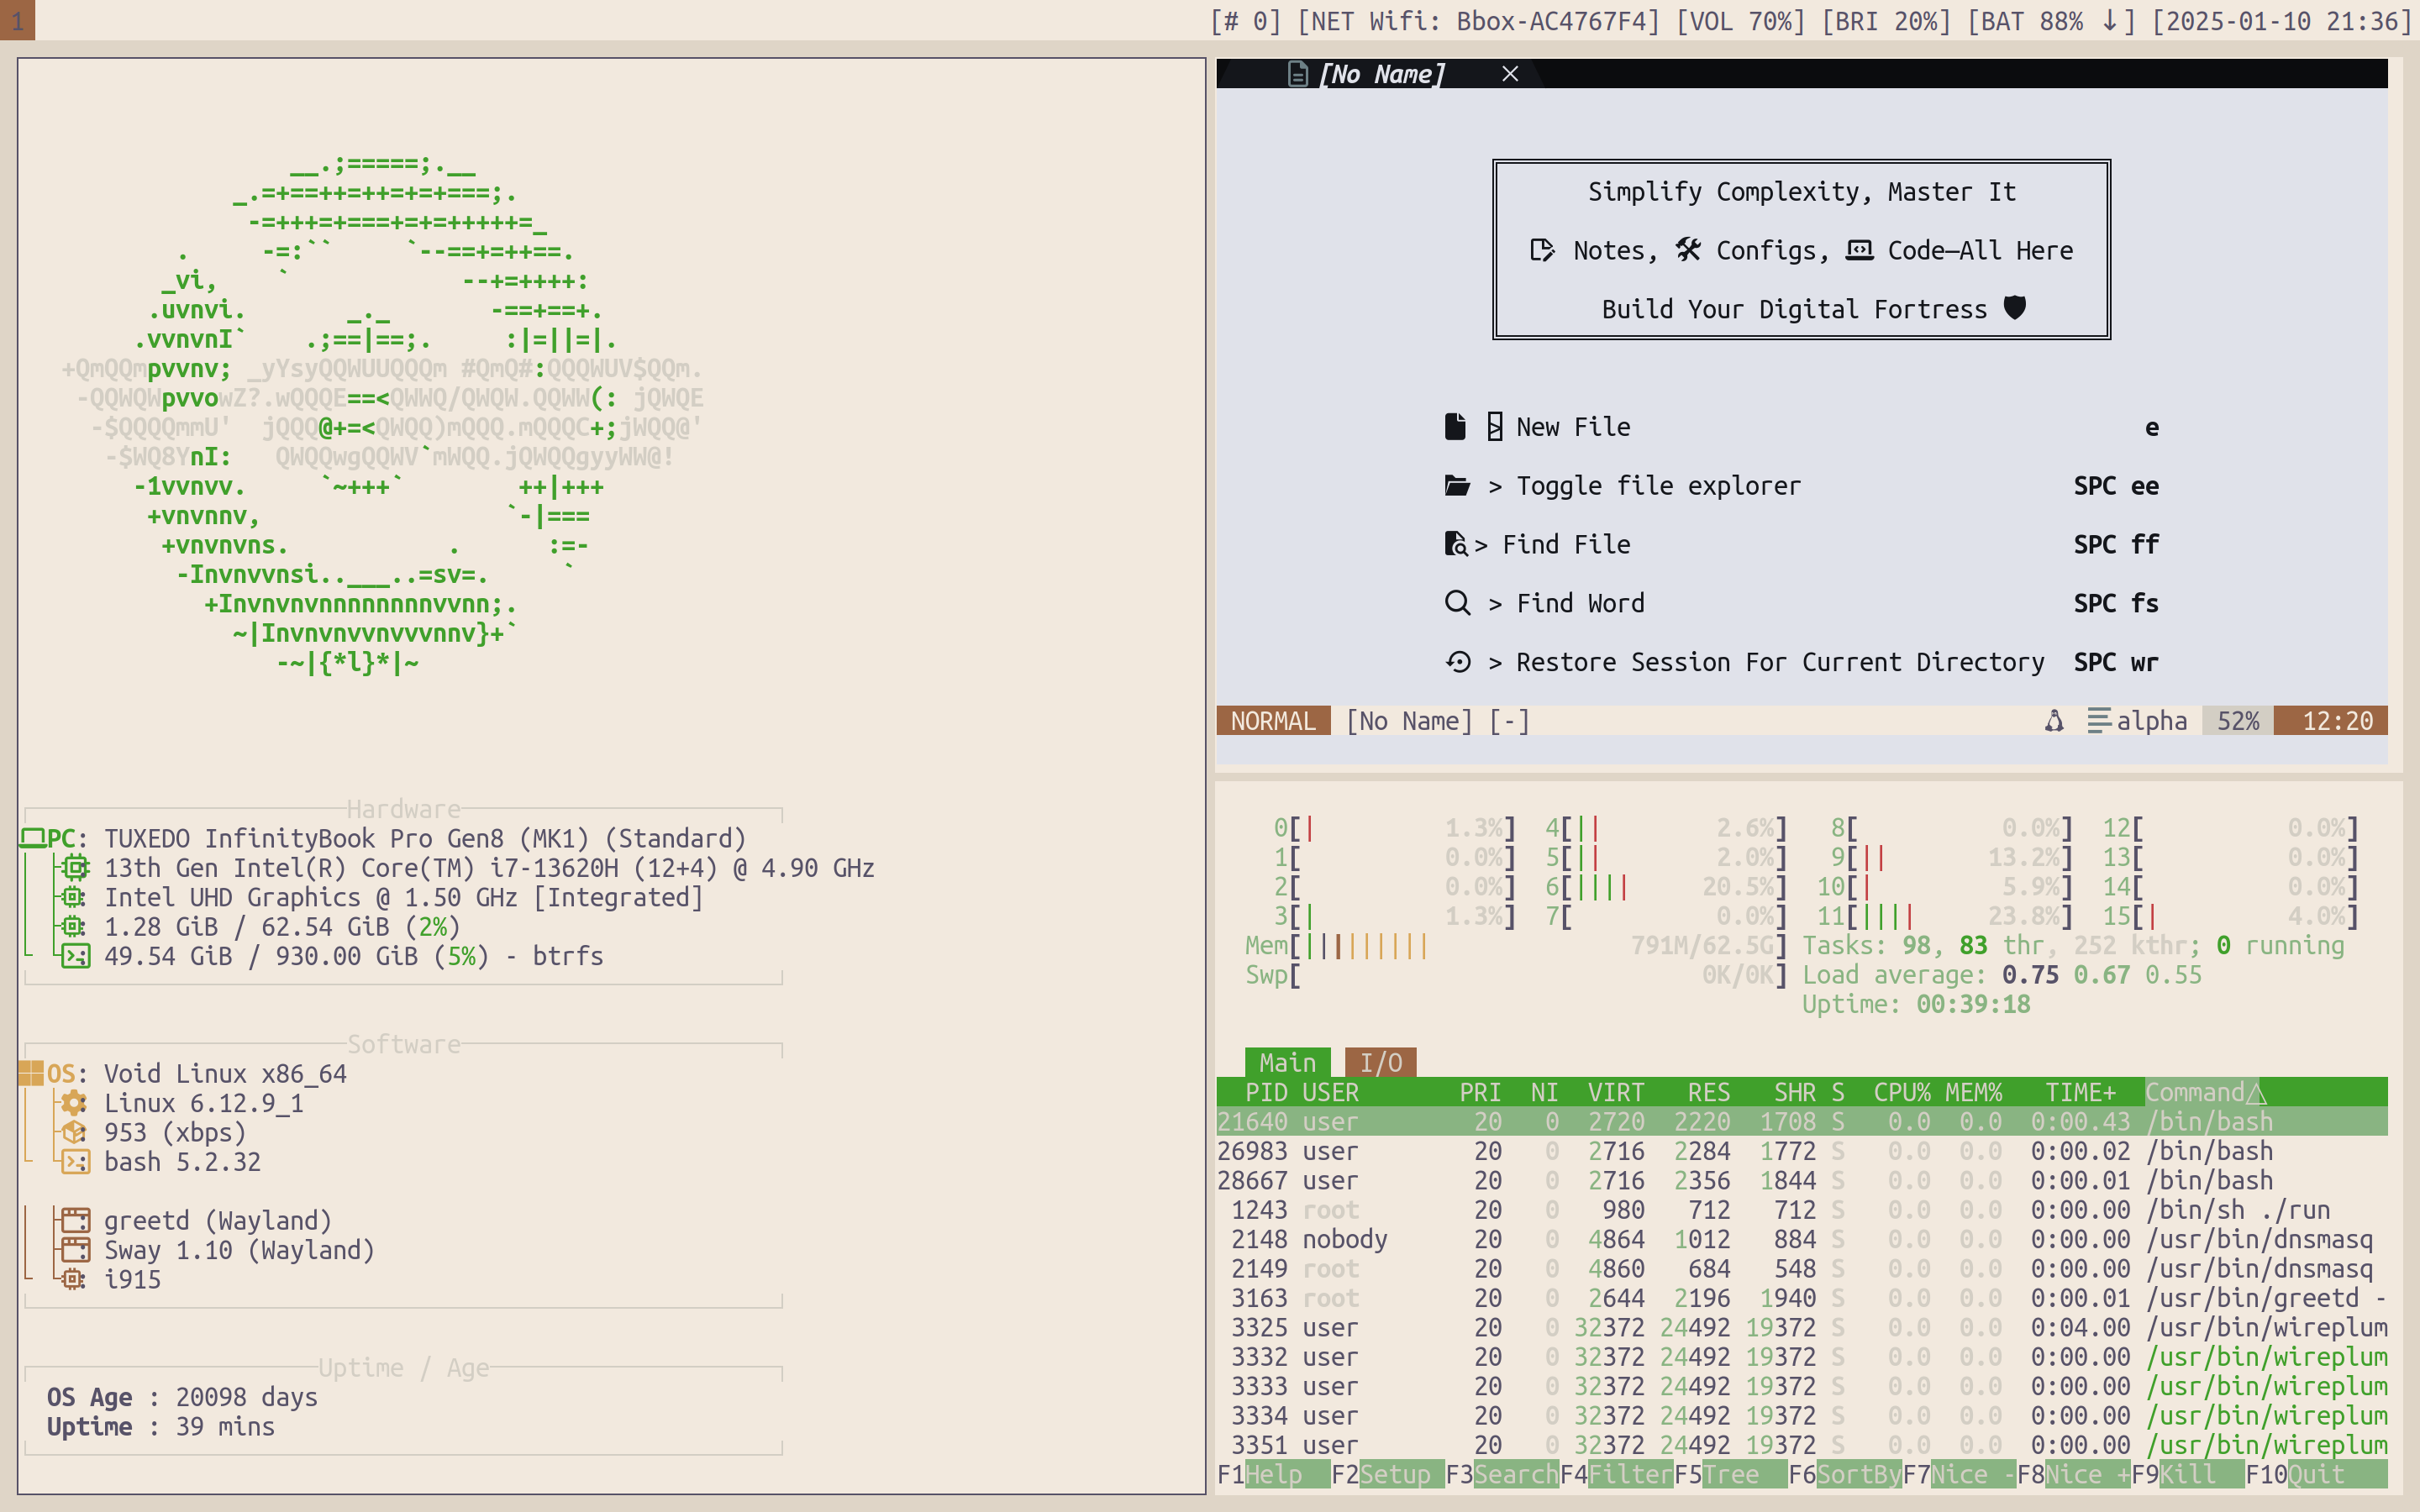 1
[# 0] [NET Wifi: Bbox-AC4767F4] [VOL 70%] [BRI 20%] [BAT 88% ↓] [2025-01-10 21:36]
__.;=====;.__
_.=+==++=++=+=+===;.
-=+++=+===+=+=+++++=_
. -=:`` `--==+=++==.
_vi, ` --+=++++:
.uvnvi. _._ -==+==+.
.vvnvnI` .;==|==;. :|=||=|.
+QmQQmpvvnv; _yYsyQQWUUQQQm #QmQ#:QQQWUV$QQm.
-QQWQWpvvowZ?.wQQQE==<QWWQ/QWQW.QQWW(: jQWQE
-$QQQQmmU' jQQQ@+=<QWQQ)mQQQ.mQQQC+;jWQQ@'
-$WQ8YnI: QWQQwgQQWV`mWQQ.jQWQQgyyWW@!
-1vvnvv. `~+++` ++|+++
+vnvnnv, `-|===
+vnvnvns. . :=-
-Invnvvnsi..___..=sv=. `
+Invnvnvnnnnnnnnvvnn;.
~|Invnvnvvnvvvnnv}+`
-~|{*l}*|~
Hardware
PC: TUXEDO InfinityBook Pro Gen8 (MK1) (Standard)
: 13th Gen Intel(R) Core(TM) i7-13620H (12+4) @ 4.90 GHz
: Intel UHD Graphics @ 1.50 GHz [Integrated]
: 1.28 GiB / 62.54 GiB (2%)
: 49.54 GiB / 930.00 GiB (5%) - btrfs
Software
OS: Void Linux x86_64
: Linux 6.12.9_1
: 953 (xbps)
: bash 5.2.32
: greetd (Wayland)
: Sway 1.10 (Wayland)
: i915
Uptime / Age
OS Age : 20098 days
Uptime : 39 mins
[No Name] ×
Simplify Complexity, Master It
Notes, Configs, Code—All Here
Build Your Digital Fortress
> New File e
> Toggle file explorer SPC ee
> Find File SPC ff
> Find Word SPC fs
> Restore Session For Current Directory SPC wr
NORMAL [No Name] [-] alpha 52% 12:20
0[| 1.3%] 4[|| 2.6%] 8[ 0.0%] 12[ 0.0%]
1[ 0.0%] 5[|| 2.0%] 9[|| 13.2%] 13[ 0.0%]
2[ 0.0%] 6[|||| 20.5%] 10[| 5.9%] 14[ 0.0%]
3[| 1.3%] 7[ 0.0%] 11[|||| 23.8%] 15[| 4.0%]
Mem[||||||||| 791M/62.5G] Tasks: 98, 83 thr, 252 kthr; 0 running
Swp[ 0K/0K] Load average: 0.75 0.67 0.55
Uptime: 00:39:18
Main I/O
PID USER PRI NI VIRT RES SHR S CPU% MEM% TIME+ Command△
21640 user 20 0 2720 2220 1708 S 0.0 0.0 0:00.43 /bin/bash
26983 user 20 0 2716 2284 1772 S 0.0 0.0 0:00.02 /bin/bash
28667 user 20 0 2716 2356 1844 S 0.0 0.0 0:00.01 /bin/bash
1243 root 20 0 980 712 712 S 0.0 0.0 0:00.00 /bin/sh ./run
2148 nobody 20 0 4864 1012 884 S 0.0 0.0 0:00.00 /usr/bin/dnsmasq
2149 root 20 0 4860 684 548 S 0.0 0.0 0:00.00 /usr/bin/dnsmasq
3163 root 20 0 2644 2196 1940 S 0.0 0.0 0:00.01 /usr/bin/greetd -
3325 user 20 0 32372 24492 19372 S 0.0 0.0 0:04.00 /usr/bin/wireplum
3332 user 20 0 32372 24492 19372 S 0.0 0.0 0:00.00 /usr/bin/wireplum
3333 user 20 0 32372 24492 19372 S 0.0 0.0 0:00.00 /usr/bin/wireplum
3334 user 20 0 32372 24492 19372 S 0.0 0.0 0:00.00 /usr/bin/wireplum
3351 user 20 0 32372 24492 19372 S 0.0 0.0 0:00.00 /usr/bin/wireplum
F1Help F2Setup F3SearchF4FilterF5Tree F6SortByF7Nice -F8Nice +F9Kill F10Quit